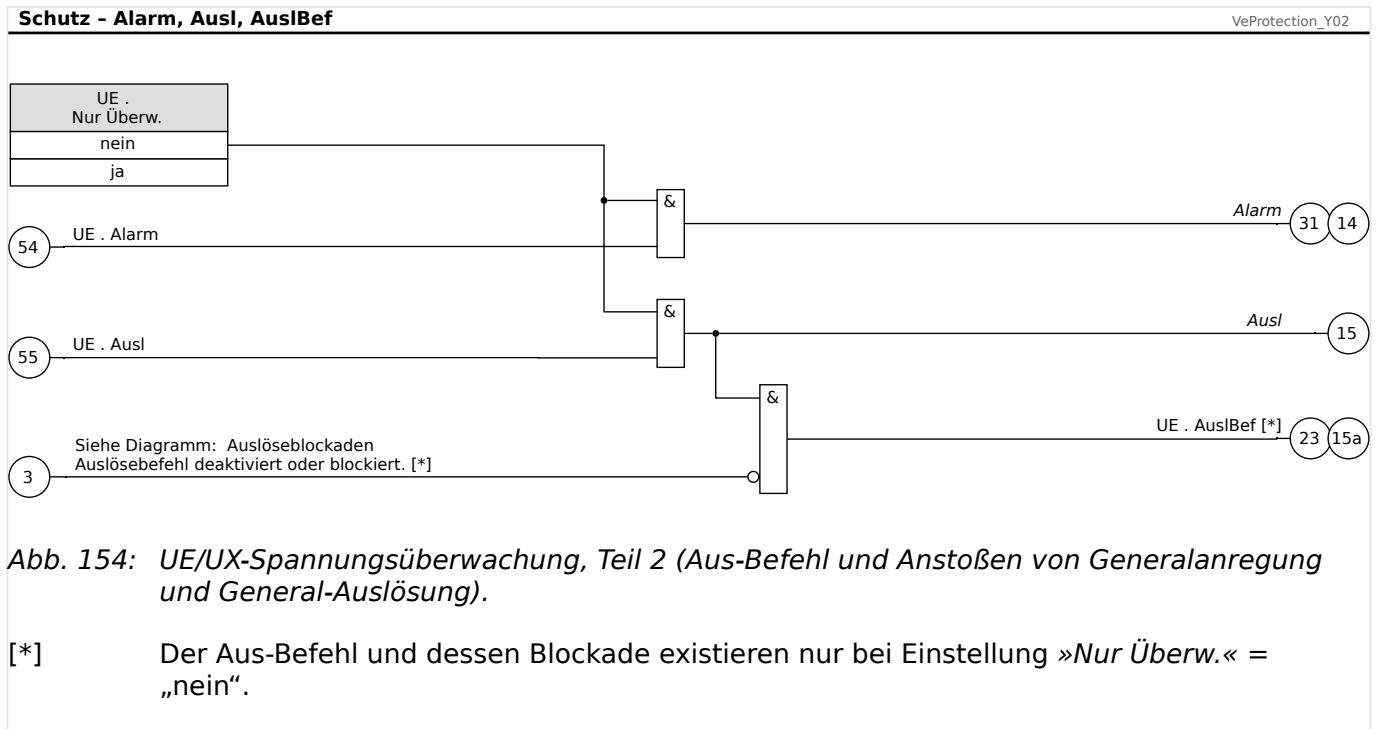 Schutz – Alarm, Ausl, AuslBef
VeProtection_Y02
UE .
Nur Überw.
nein
ja
&
Alarm
31 14
54
UE . Alarm
&
Ausl
15
55
UE . Ausl
&
UE . AuslBef [*]
23 15a
Siehe Diagramm: Auslöseblockaden
Auslösebefehl deaktiviert oder blockiert. [*]
3
Abb. 154: UE/UX-Spannungsüberwachung, Teil 2 (Aus-Befehl und Anstoßen von Generalanregung
und General-Auslösung).
[*] Der Aus-Befehl und dessen Blockade existieren nur bei Einstellung »Nur Überw.« =
„nein“.